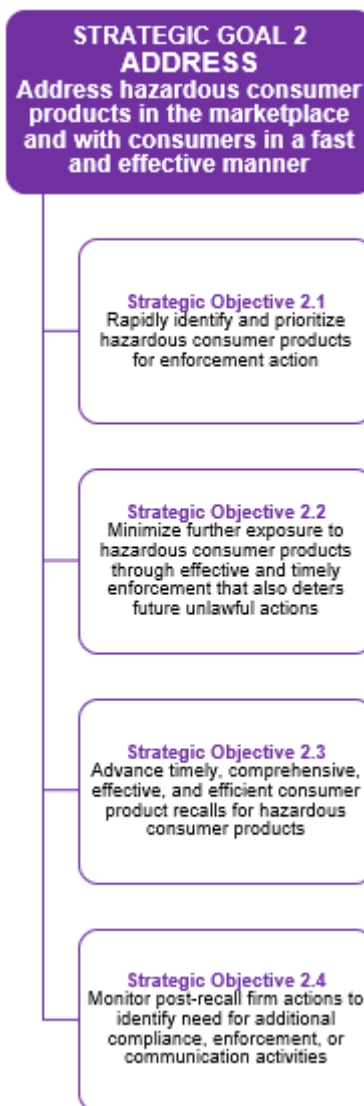 STRATEGIC GOAL 2
ADDRESS
Address hazardous consumer
products in the marketplace
and with consumers in a fast
and effective manner
Strategic Objective 2.1
Rapidly identify and prioritize
hazardous consumer products
for enforcement action
Strategic Objective 2.2
Minimize further exposure to
hazardous consumer products
through effective and timely
enforcement that also deters
future unlawful actions
Strategic Objective 2.3
Advance timely, comprehensive,
effective, and efficient consumer
product recalls for hazardous
consumer products
Strategic Objective 2.4
Monitor post-recall firm actions to
identify need for additional
compliance, enforcement, or
communication activities